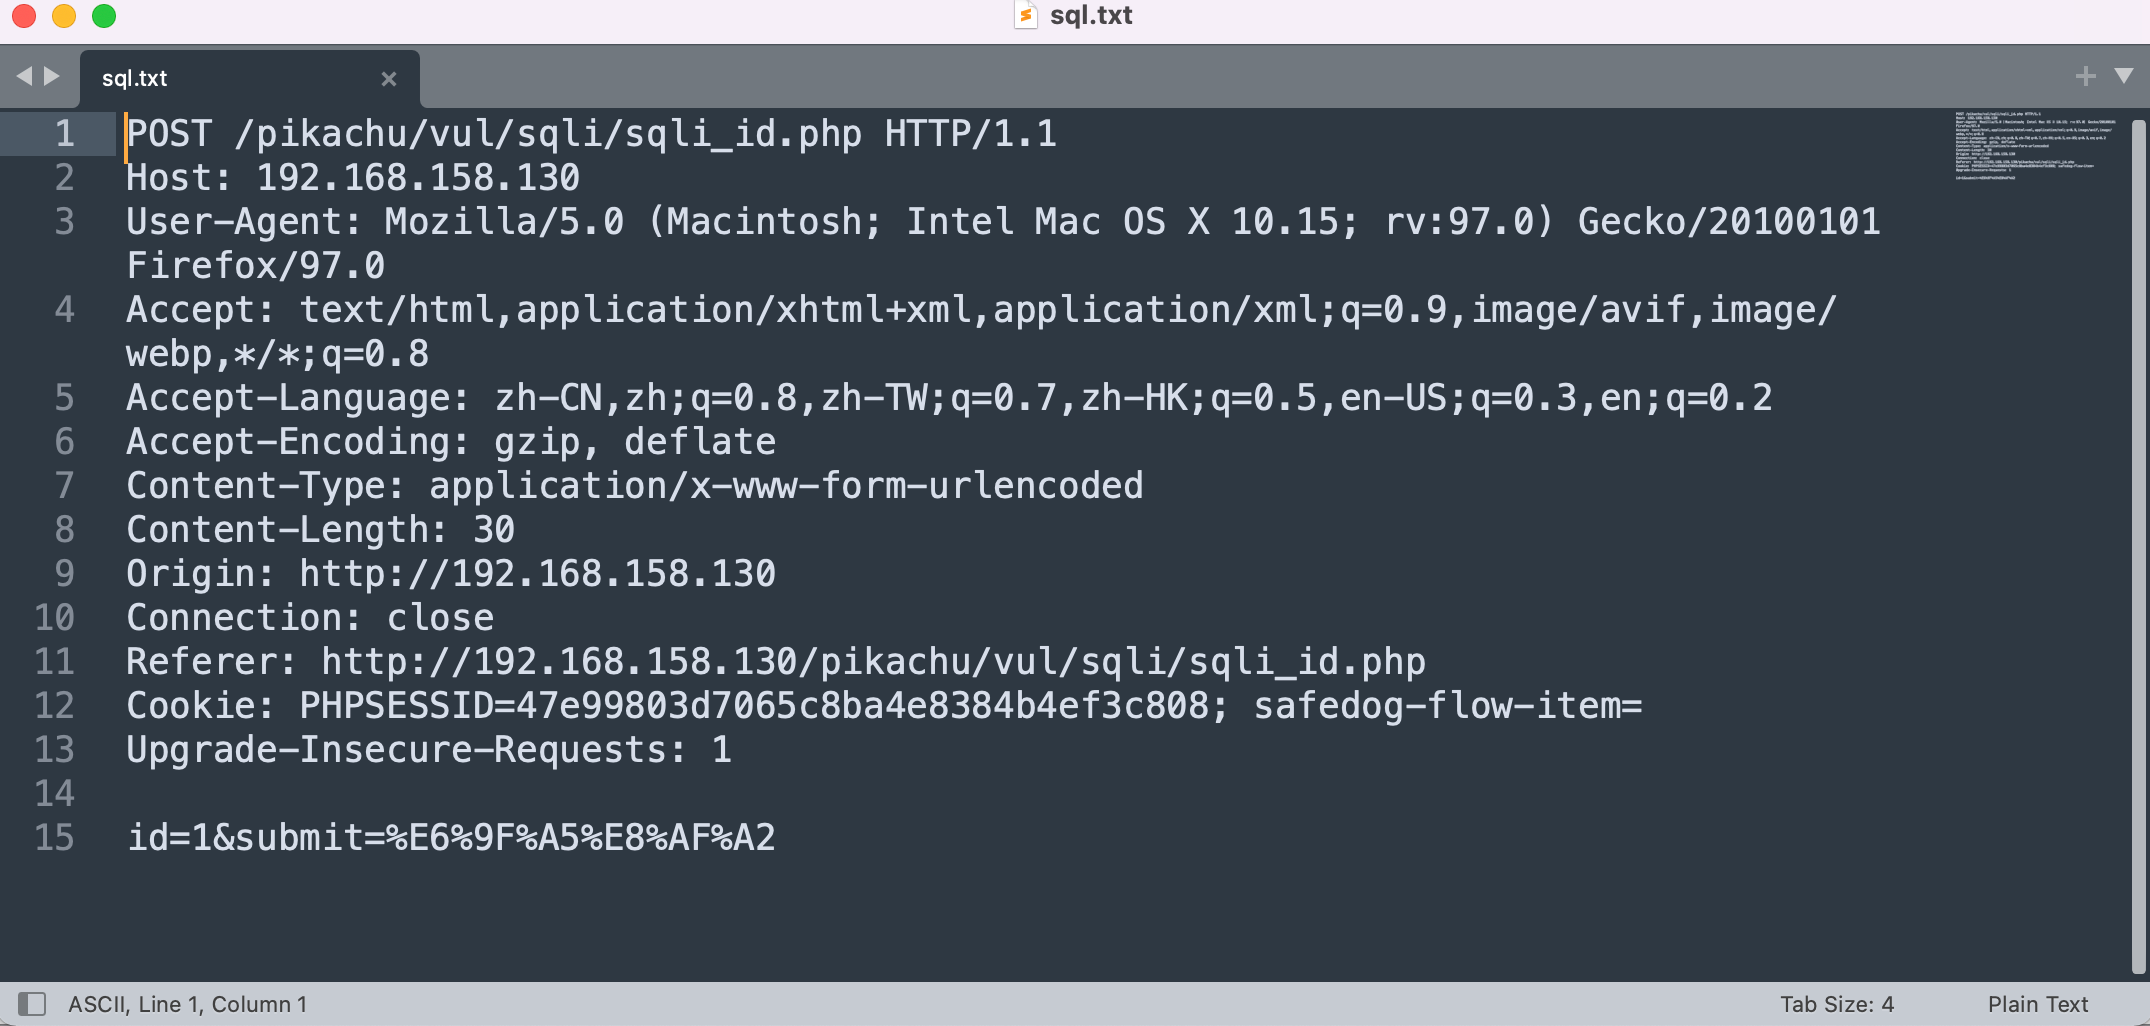 sql.txt
sql.txt
1 POST /pikachu/vul/sqli/sqli_id.php HTTP/1.1
2 Host: 192.168.158.130
3 User-Agent: Mozilla/5.0 (Macintosh; Intel Mac OS X 10.15; rv:97.0) Gecko/20100101
Firefox/97.0
4 Accept: text/html,application/xhtml+xml,application/xml;q=0.9,image/avif,image/
webp,*/*;q=0.8
5 Accept-Language: zh-CN,zh;q=0.8,zh-TW;q=0.7,zh-HK;q=0.5,en-US;q=0.3,en;q=0.2
6 Accept-Encoding: gzip, deflate
7 Content-Type: application/x-www-form-urlencoded
8 Content-Length: 30
9 Origin: http://192.168.158.130
10 Connection: close
11 Referer: http://192.168.158.130/pikachu/vul/sqli/sqli_id.php
12 Cookie: PHPSESSID=47e99803d7065c8ba4e8384b4ef3c808; safedog-flow-item=
13 Upgrade-Insecure-Requests: 1
14
15 id=1&submit=%E6%9F%A5%E8%AF%A2
ASCII, Line 1, Column 1
Tab Size: 4
Plain Text